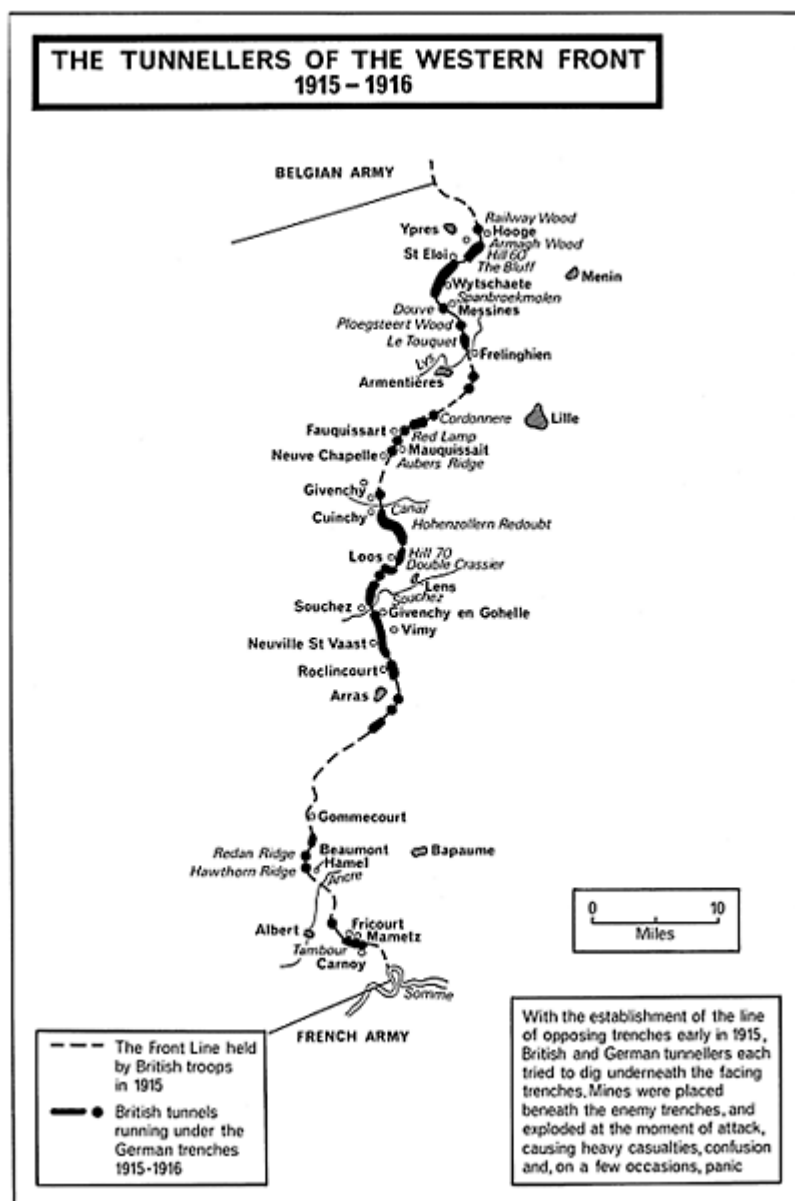 THE TUNNELLERS OF THE WESTERN FRONT
1915 – 1916
BELGIAN ARMY
Railway Wood
Ypres
Hooge
Armagh Wood
St Eloi
Hill 60
The Bluff
Menin
Wytschaete
Spanbroekmolen
Douve
Messines
Ploegsteert Wood
Le Touquet
Frelinghien
Lys
Armentières
Cordonnere
Lille
Fauquissart
Red Lamp
Neuve Chapelle
Mauquissait
Aubers Ridge
Givenchy
Canal
Cuinchy
Hohenzollern Redoubt
Loos
Hill 70
Double Crassier
Lens
Souchez
Souchez
Givenchy en Gohelle
Vimy
Neuville St Vaast
Roclincourt
Arras
Gommecourt
Redan Ridge
Beaumont
Hamel
Bapaume
Hawthorn Ridge
Ancre
Albert
Fricourt
Mametz
Tambour
Carnoy
Somme
FRENCH ARMY
0 10
Miles
The Front Line held
by British troops
in 1915
British tunnels
running under the
German trenches
1915-1916
With the establishment of the line
of opposing trenches early in 1915,
British and German tunnellers each
tried to dig underneath the facing
trenches. Mines were placed
beneath the enemy trenches, and
exploded at the moment of attack,
causing heavy casualties, confusion
and, on a few occasions, panic